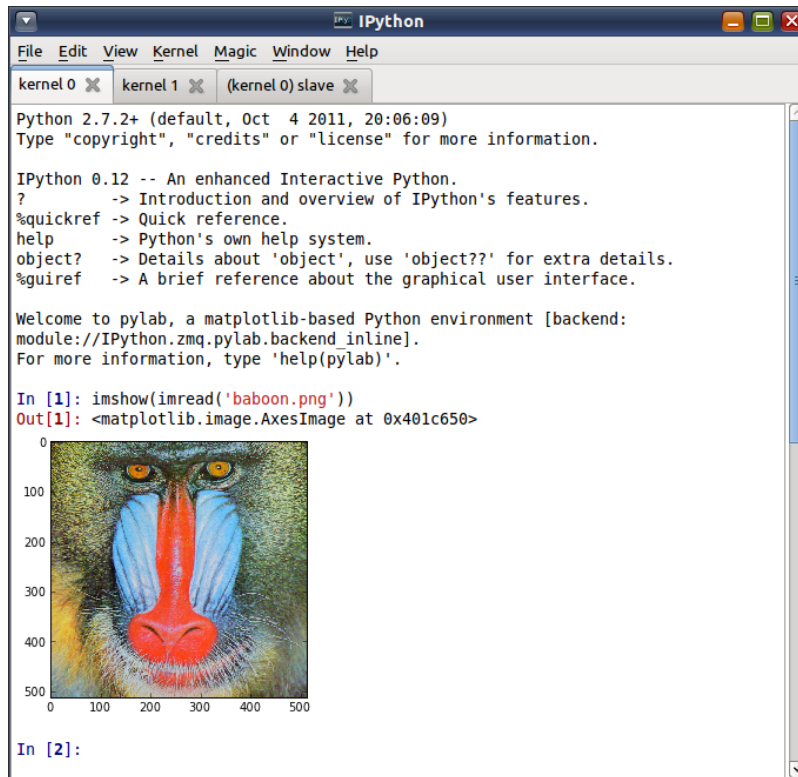 IPython
File Edit View Kernel Magic Window Help
kernel 0 kernel 1 (kernel 0) slave
Python 2.7.2+ (default, Oct  4 2011, 20:06:09)
Type "copyright", "credits" or "license" for more information.
IPython 0.12 -- An enhanced Interactive Python.
?         -> Introduction and overview of IPython's features.
%quickref -> Quick reference.
help      -> Python's own help system.
object?   -> Details about 'object', use 'object??' for extra details.
%guiref   -> A brief reference about the graphical user interface.
Welcome to pylab, a matplotlib-based Python environment [backend:
module://IPython.zmq.pylab.backend_inline].
For more information, type 'help(pylab)'.
In [1]: imshow(imread('baboon.png'))
Out[1]: <matplotlib.image.AxesImage at 0x401c650>
0
100
200
300
400
500
0 100 200 300 400 500
In [2]: